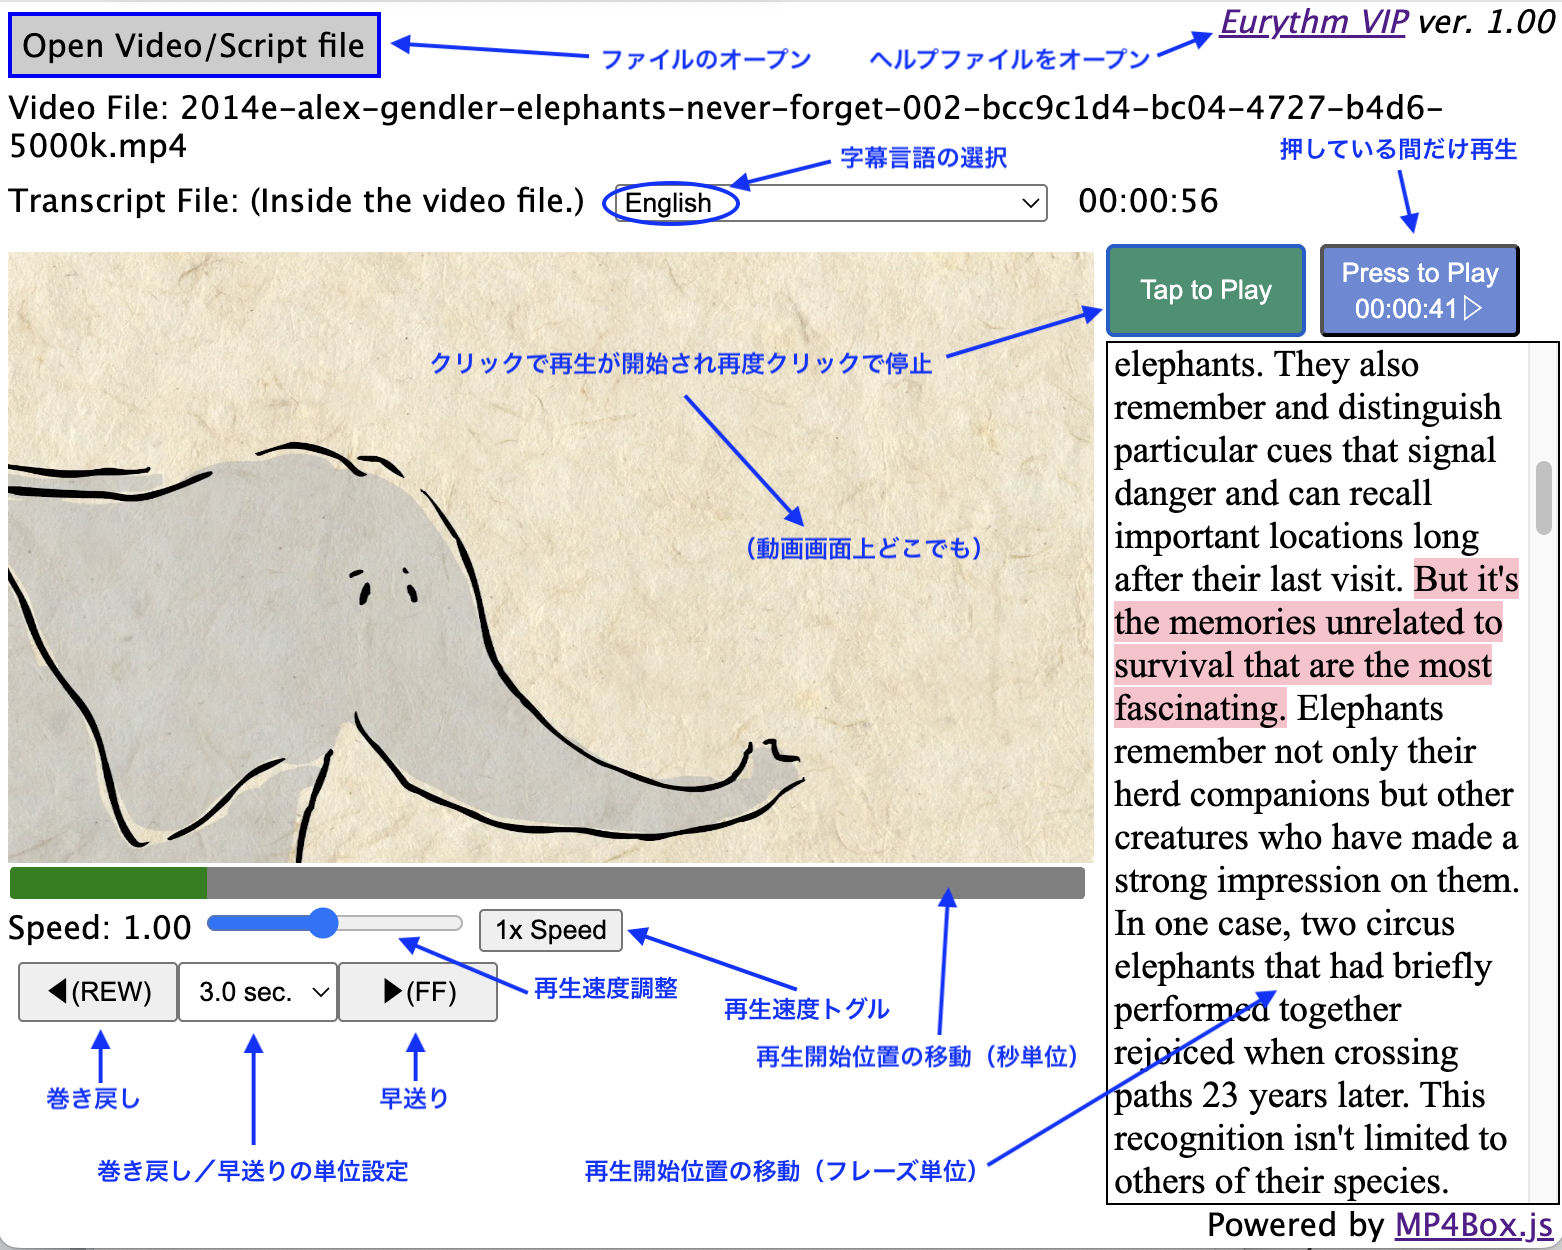 Open Video/Script file
ファイルのオープン
ヘルプファイルをオープン
Eurythm VIP ver. 1.00
Video File: 2014e-alex-gendler-elephants-never-forget-002-bcc9c1d4-bc04-4727-b4d6-
5000k.mp4
字幕言語の選択
押している間だけ再生
Transcript File: (Inside the video file.)
English
00:00:56
Tap to Play
Press to Play
00:00:41▷
クリックで再生が開始され再度クリックで停止
(動画画面上どこでも)
elephants. They also
remember and distinguish
particular cues that signal
danger and can recall
important locations long
after their last visit. But it's
the memories unrelated to
survival that are the most
fascinating. Elephants
remember not only their
herd companions but other
creatures who have made a
strong impression on them.
In one case, two circus
elephants that had briefly
performed together
rejoiced when crossing
paths 23 years later. This
recognition isn't limited to
others of their species.
Speed: 1.00
1x Speed
◀(REW)
3.0 sec.
▶(FF)
再生速度調整
再生速度トグル
再生開始位置の移動（秒単位）
巻き戻し
早送り
巻き戻し／早送りの単位設定
再生開始位置の移動（フレーズ単位）
Powered by MP4Box.js